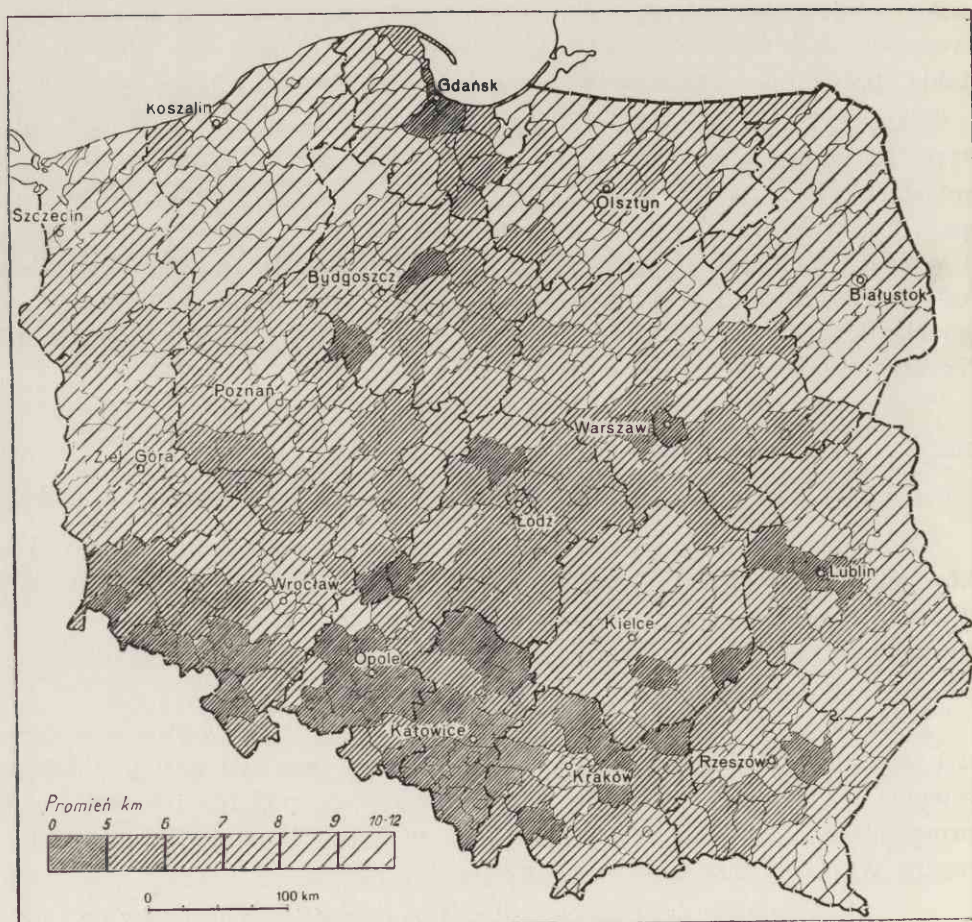 Gdańsk
Koszalin
Szczecin
Olsztyn
Bydgoszcz
Białystok
Poznań
Warszaw
Ziel. Góra
Łódź
Lublin
Wrocław
Kielce
Opole
Katowice
Kraków
Rzeszów
Promień km
0 5 6 7 8 9 10-12
0 100 km